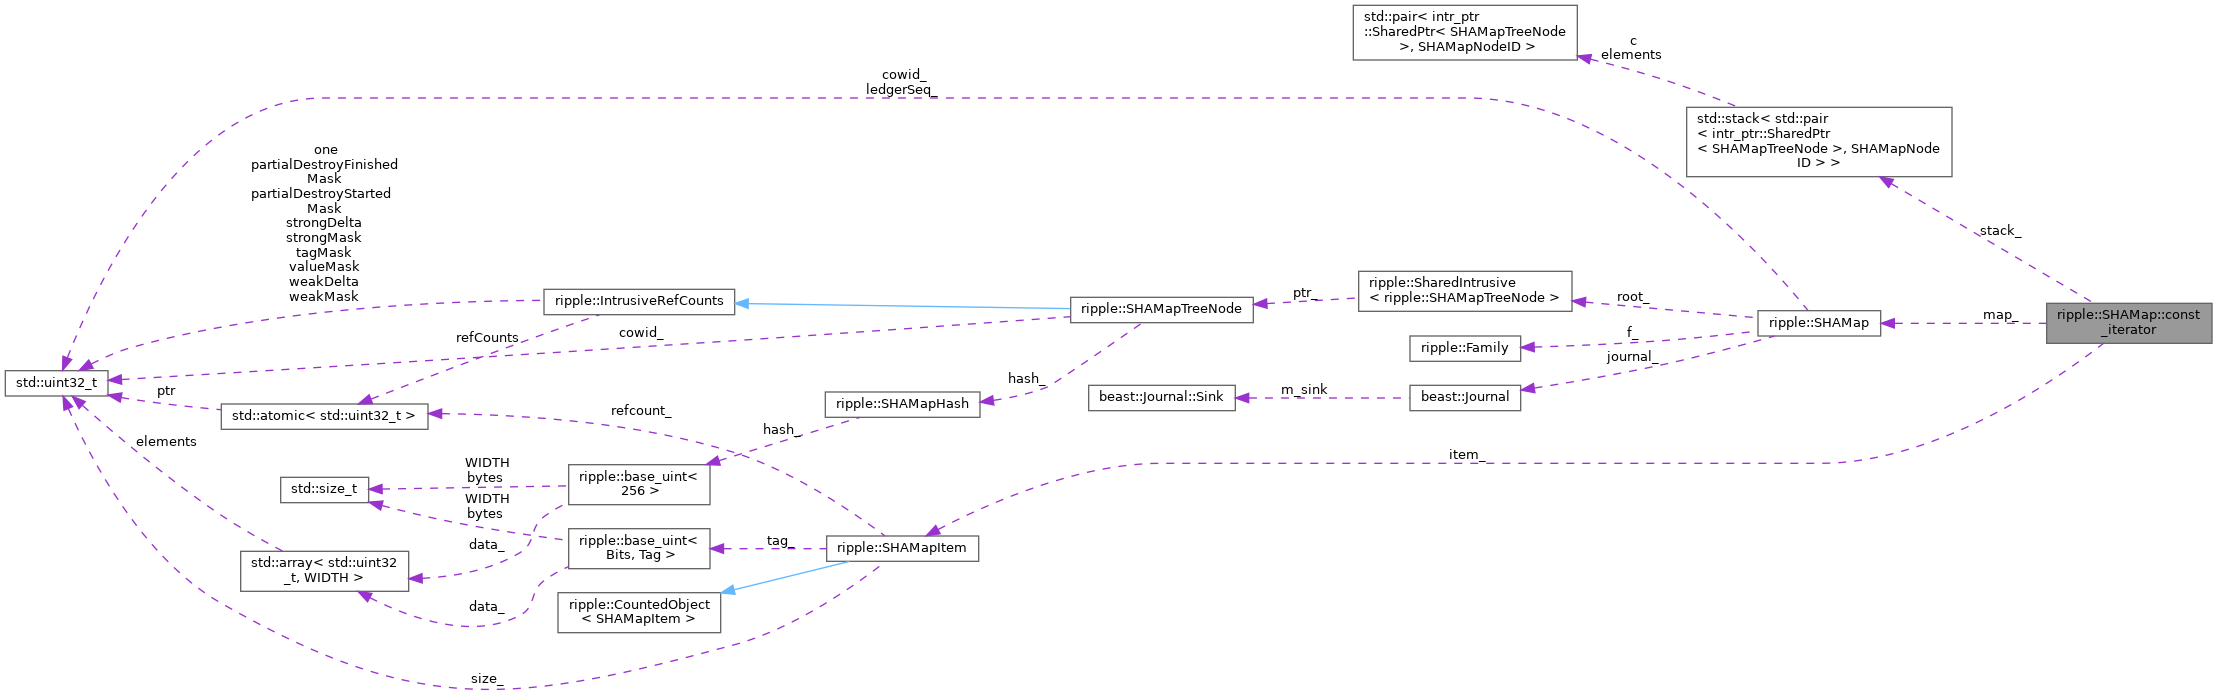 std::pair< intr_ptr
::SharedPtr< SHAMapTreeNode
>, SHAMapNodeID >
c
elements
cowid_
ledgerSeq_
std::stack< std::pair
< intr_ptr::SharedPtr
< SHAMapTreeNode >, SHAMapNode
ID > >
one
partialDestroyFinished
Mask
partialDestroyStarted
Mask
strongDelta
strongMask
tagMask
valueMask
weakDelta
weakMask
stack_
ripple::IntrusiveRefCounts
ripple::SHAMapTreeNode
ptr_
ripple::SharedIntrusive
< ripple::SHAMapTreeNode >
root_
ripple::SHAMap
map_
ripple::SHAMap::const
_iterator
refCounts
cowid_
f_
ripple::Family
journal_
std::uint32_t
ptr
std::atomic< std::uint32_t >
hash_
ripple::SHAMapHash
refcount_
beast::Journal::Sink
m_sink
beast::Journal
elements
hash_
item_
WIDTH
bytes
std::size_t
ripple::base_uint<
256 >
WIDTH
bytes
data_
ripple::base_uint<
Bits, Tag >
tag_
ripple::SHAMapItem
std::array< std::uint32
_t, WIDTH >
data_
ripple::CountedObject
< SHAMapItem >
size_